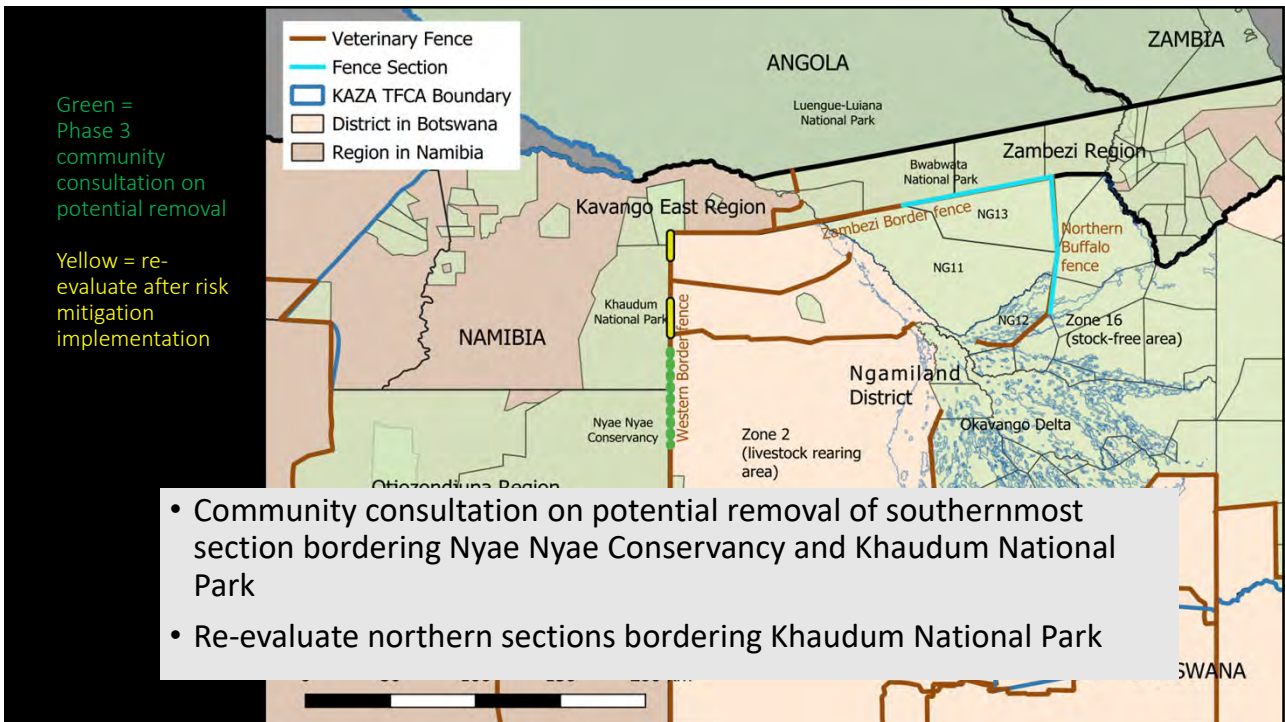 Green =
Phase 3
community
consultation on
potential removal
Yellow = re-
evaluate after risk
mitigation
implementation
Veterinary Fence
Fence Section
KAZA TFCA Boundary
District in Botswana
Region in Namibia
ANGOLA
ZAMBIA
Luengue-Luiana
National Park
Bwabwata
National Park
Zambezi Region
Kavango East Region
Zambezi Border fence
NG13
Northern
Buffalo
fence
NG11
Khaudum
National Park
NAMIBIA
Western Border fence
NG12
Zone 16
(stock-free area)
Ngamiland
District
Nyae Nyae
Conservancy
Zone 2
(livestock rearing
area)
Okavango Delta
Otjozondjupa Region
• Community consultation on potential removal of southernmost
section bordering Nyae Nyae Conservancy and Khaudum National
Park
• Re-evaluate northern sections bordering Khaudum National Park
SWANA